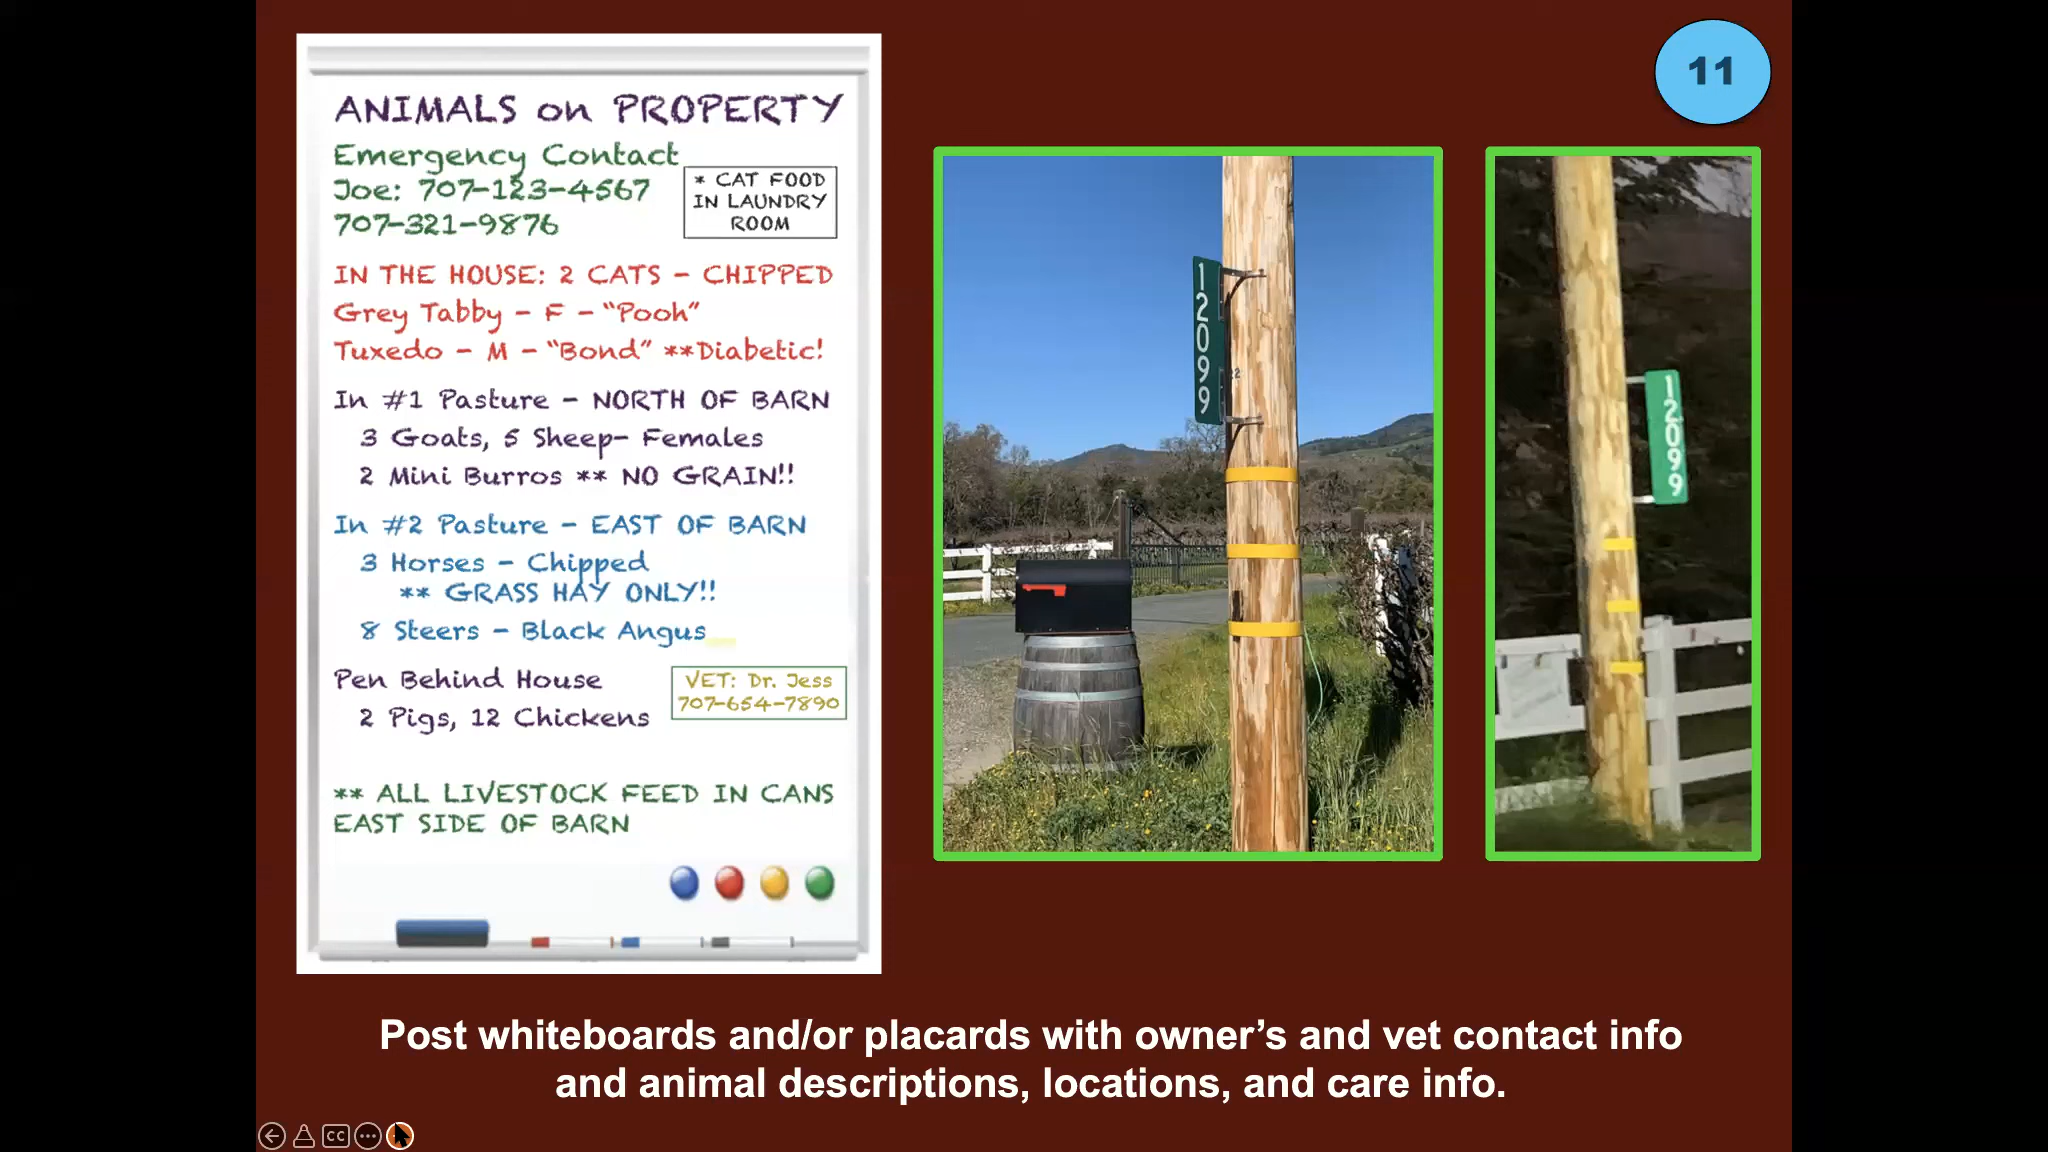 11
ANIMALS on PROPERTY
Emergency Contact
Joe: 707-123-4567
707-321-9876
* CAT FOOD
IN LAUNDRY
ROOM
IN THE HOUSE: 2 CATS - CHIPPED
Grey Tabby - F - "Pooh"
Tuxedo - M - "Bond" **Diabetic!
In #1 Pasture - NORTH OF BARN
3 Goats, 5 Sheep- Females
2 Mini Burros ** NO GRAIN!!
In #2 Pasture - EAST OF BARN
3 Horses - Chipped
** GRASS HAY ONLY!!
8 Steers - Black Angus
Pen Behind House
2 Pigs, 12 Chickens
VET: Dr. Jess
707-654-7890
** ALL LIVESTOCK FEED IN CANS
EAST SIDE OF BARN
12099
22
12099
Post whiteboards and/or placards with owner's and vet contact info
and animal descriptions, locations, and care info.
CC